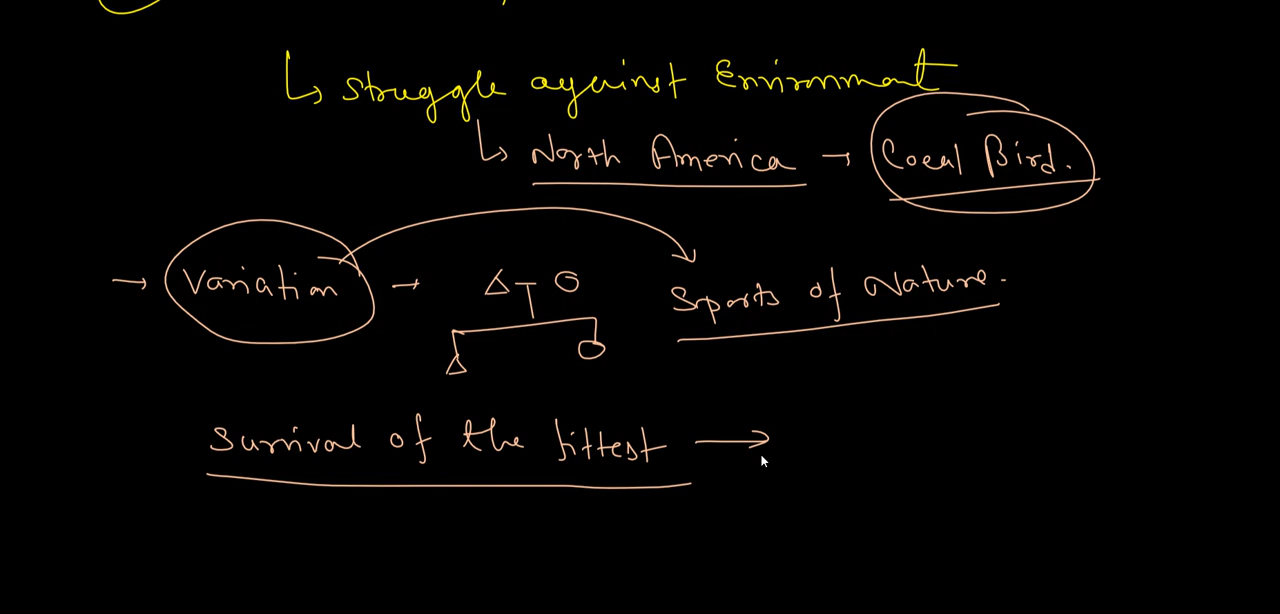 ↳ Struggle against Environment
↳ North America → Coeal Bird.
→ Variation → Sports of Nature.
Survival of the fittest →